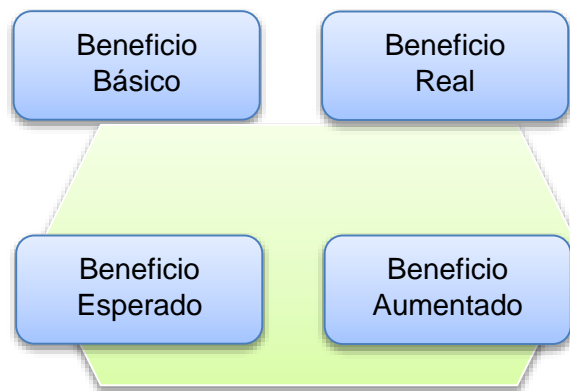 Beneficio
Básico
Beneficio
Real
Beneficio
Esperado
Beneficio
Aumentado